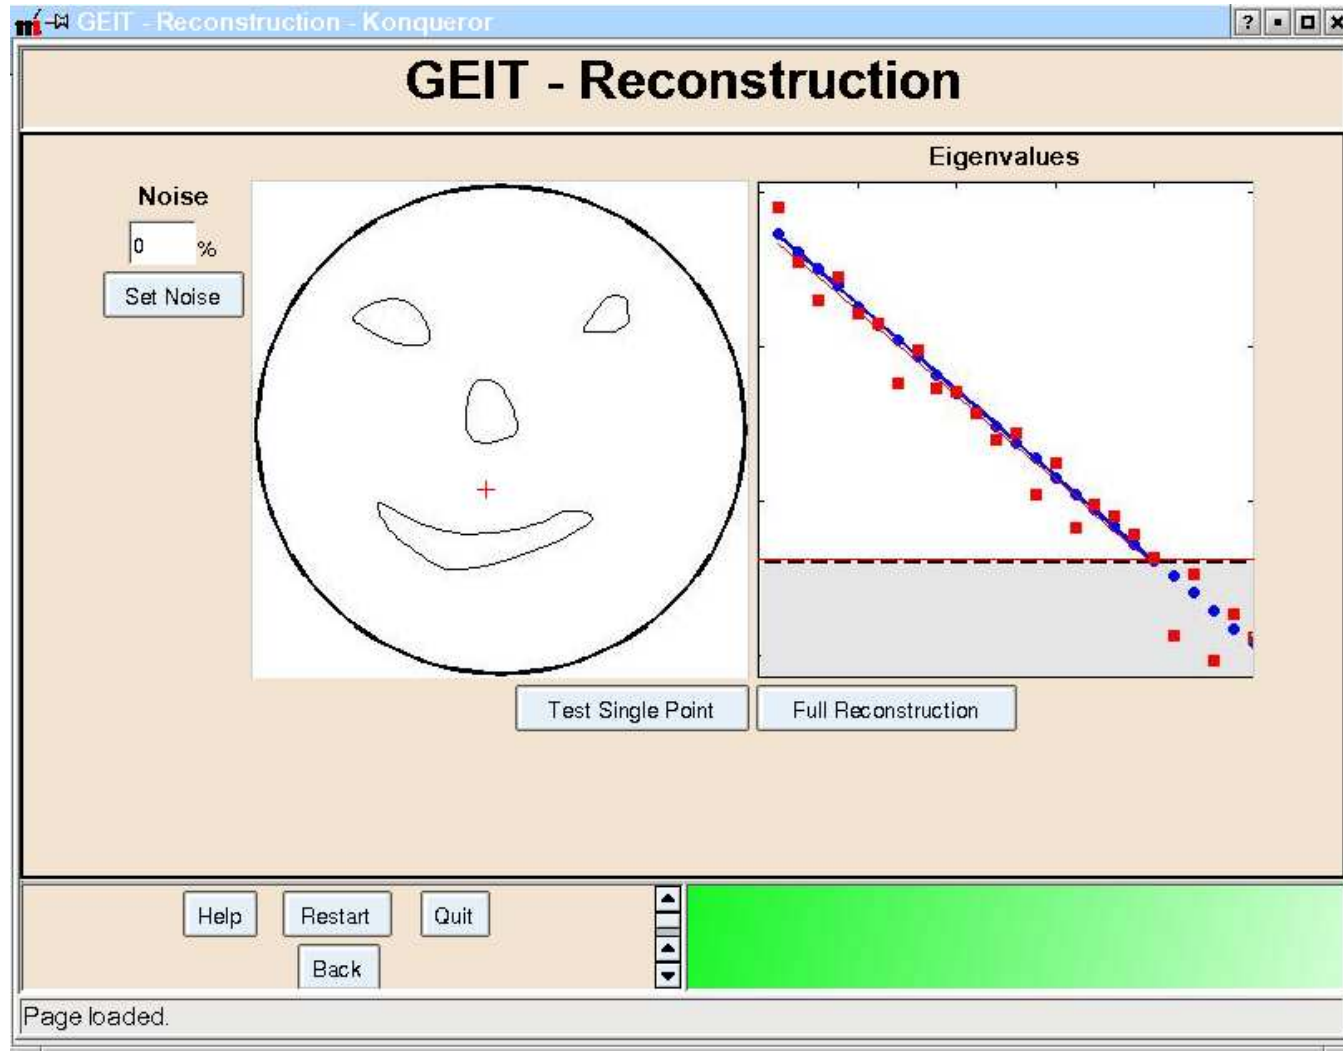 GEIT - Reconstruction - Konqueror
GEIT - Reconstruction
Eigenvalues
Noise
0 %
Set Noise
Test Single Point
Full Reconstruction
Help
Restart
Quit
Back
Page loaded.